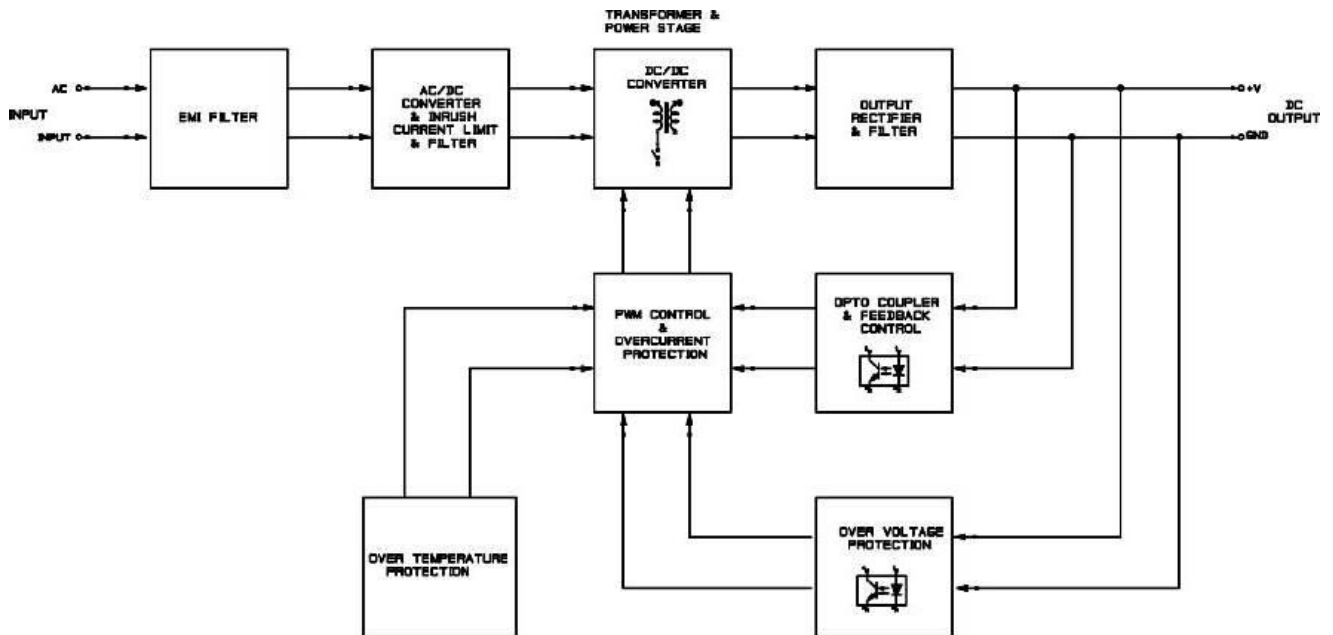 TRANSFORMER &
POWER STAGE
AC
INPUT
INPUT
EMI FILTER
AC/DC
CONVERTER
& INRUSH
CURRENT LIMIT
& FILTER
DC/DC
CONVERTER
OUTPUT
RECTIFIER
& FILTER
+V
DC
OUTPUT
GND
PWM CONTROL
&
OVERCURRENT
PROTECTION
OPTO COUPLER
& FEEDBACK
CONTROL
OVER TEMPERATURE
PROTECTION
OVER VOLTAGE
PROTECTION